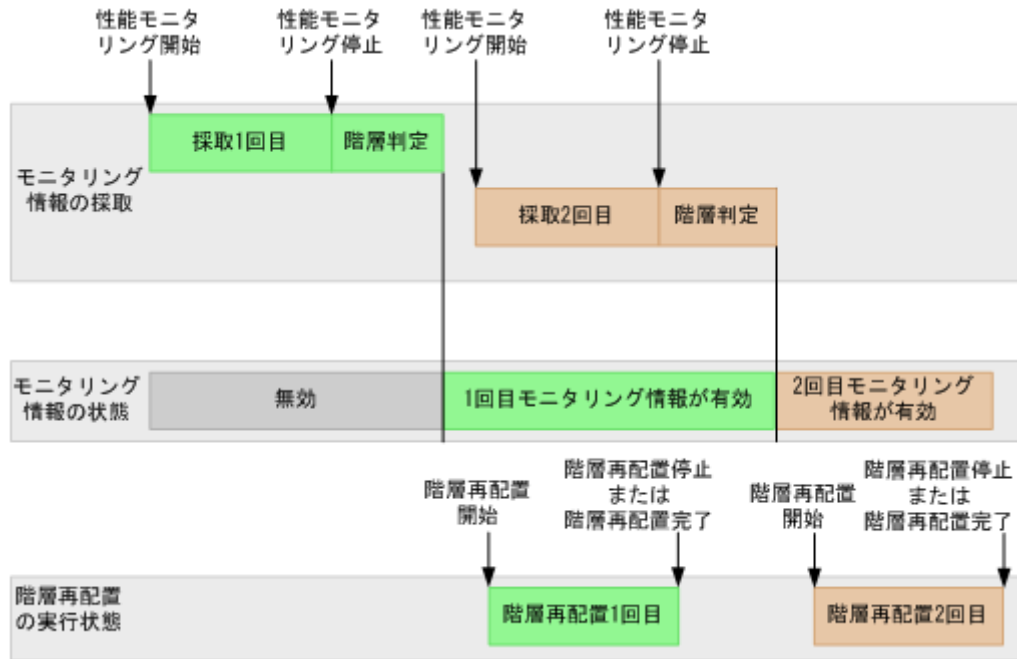 性能モニタ
リング開始
性能モニタ
リング停止
性能モニタ
リング開始
性能モニタ
リング停止
モニタリング
情報の採取
採取1回目
階層判定
採取2回目
階層判定
モニタリング
情報の状態
無効
1回目モニタリング情報が有効
2回目モニタリング
情報が有効
階層再配置
開始
階層再配置停止
または
階層再配置完了
階層再配置
開始
階層再配置停止
または
階層再配置完了
階層再配置
の実行状態
階層再配置1回目
階層再配置2回目